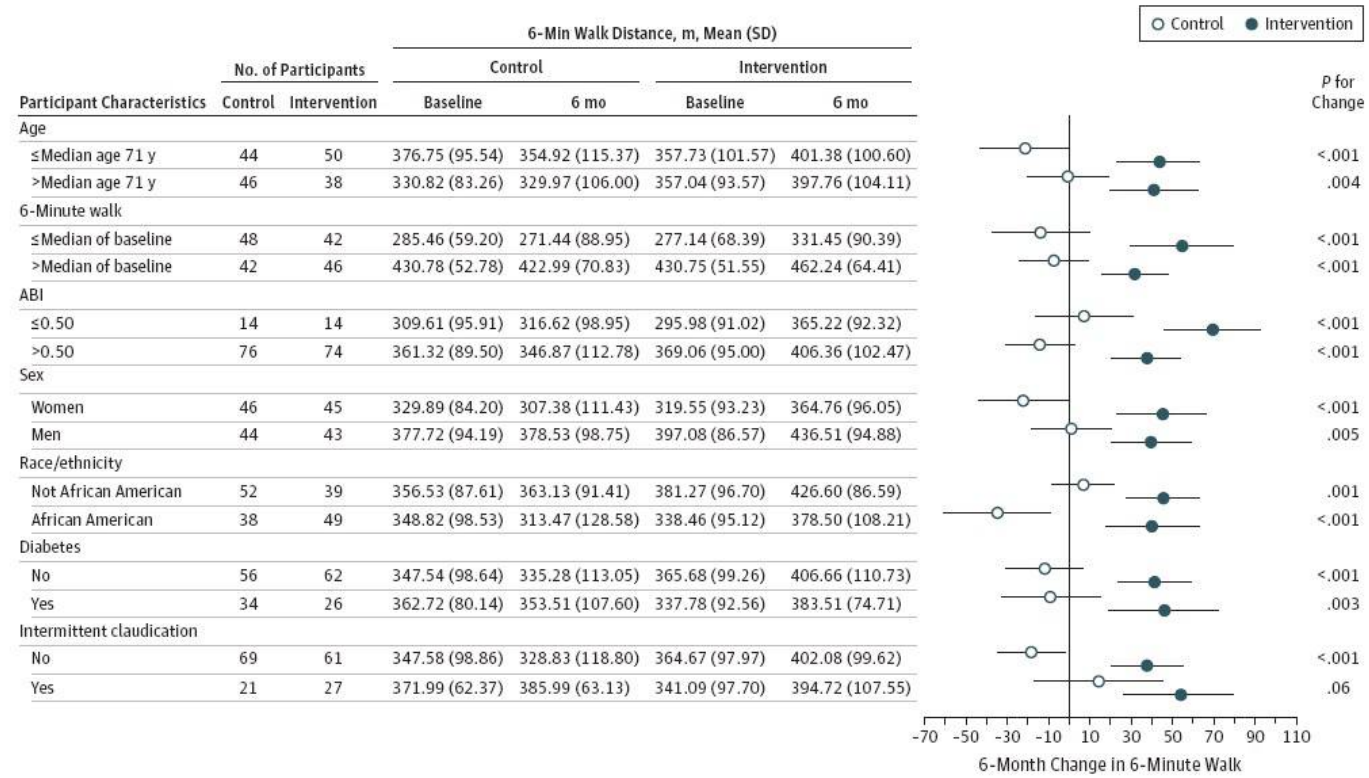 Control Intervention
6-Min Walk Distance, m, Mean (SD)
No. of Participants Control Intervention
P for
Change
Participant Characteristics Control Intervention Baseline 6 mo Baseline 6 mo
Age
≤Median age 71 y 44 50 376.75 (95.54) 354.92 (115.37) 357.73 (101.57) 401.38 (100.60) <.001
>Median age 71 y 46 38 330.82 (83.26) 329.97 (106.00) 357.04 (93.57) 397.76 (104.11) .004
6-Minute walk
≤Median of baseline 48 42 285.46 (59.20) 271.44 (88.95) 277.14 (68.39) 331.45 (90.39) <.001
>Median of baseline 42 46 430.78 (52.78) 422.99 (70.83) 430.75 (51.55) 462.24 (64.41) <.001
ABI
≤0.50 14 14 309.61 (95.91) 316.62 (98.95) 295.98 (91.02) 365.22 (92.32) <.001
>0.50 76 74 361.32 (89.50) 346.87 (112.78) 369.06 (95.00) 406.36 (102.47) <.001
Sex
Women 46 45 329.89 (84.20) 307.38 (111.43) 319.55 (93.23) 364.76 (96.05) <.001
Men 44 43 377.72 (94.19) 378.53 (98.75) 397.08 (86.57) 436.51 (94.88) .005
Race/ethnicity
Not African American 52 39 356.53 (87.61) 363.13 (91.41) 381.27 (96.70) 426.60 (86.59) .001
African American 38 49 348.82 (98.53) 313.47 (128.58) 338.46 (95.12) 378.50 (108.21) <.001
Diabetes
No 56 62 347.54 (98.64) 335.28 (113.05) 365.68 (99.26) 406.66 (110.73) <.001
Yes 34 26 362.72 (80.14) 353.51 (107.60) 337.78 (92.56) 383.51 (74.71) .003
Intermittent claudication
No 69 61 347.58 (98.86) 328.83 (118.80) 364.67 (97.97) 402.08 (99.62) <.001
Yes 21 27 371.99 (62.37) 385.99 (63.13) 341.09 (97.70) 394.72 (107.55) .06
-70 -50 -30 -10 10 30 50 70 90 110
6-Month Change in 6-Minute Walk